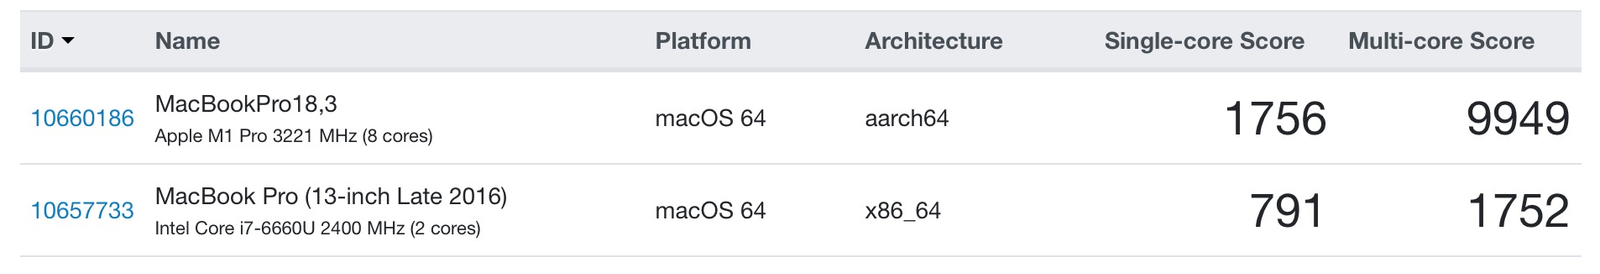 ID Name Platform Architecture Single-core Score Multi-core Score
10660186 MacBookPro18,3 macOS 64 aarch64 1756 9949
Apple M1 Pro 3221 MHz (8 cores)
10657733 MacBook Pro (13-inch Late 2016) macOS 64 x86_64 791 1752
Intel Core i7-6660U 2400 MHz (2 cores)